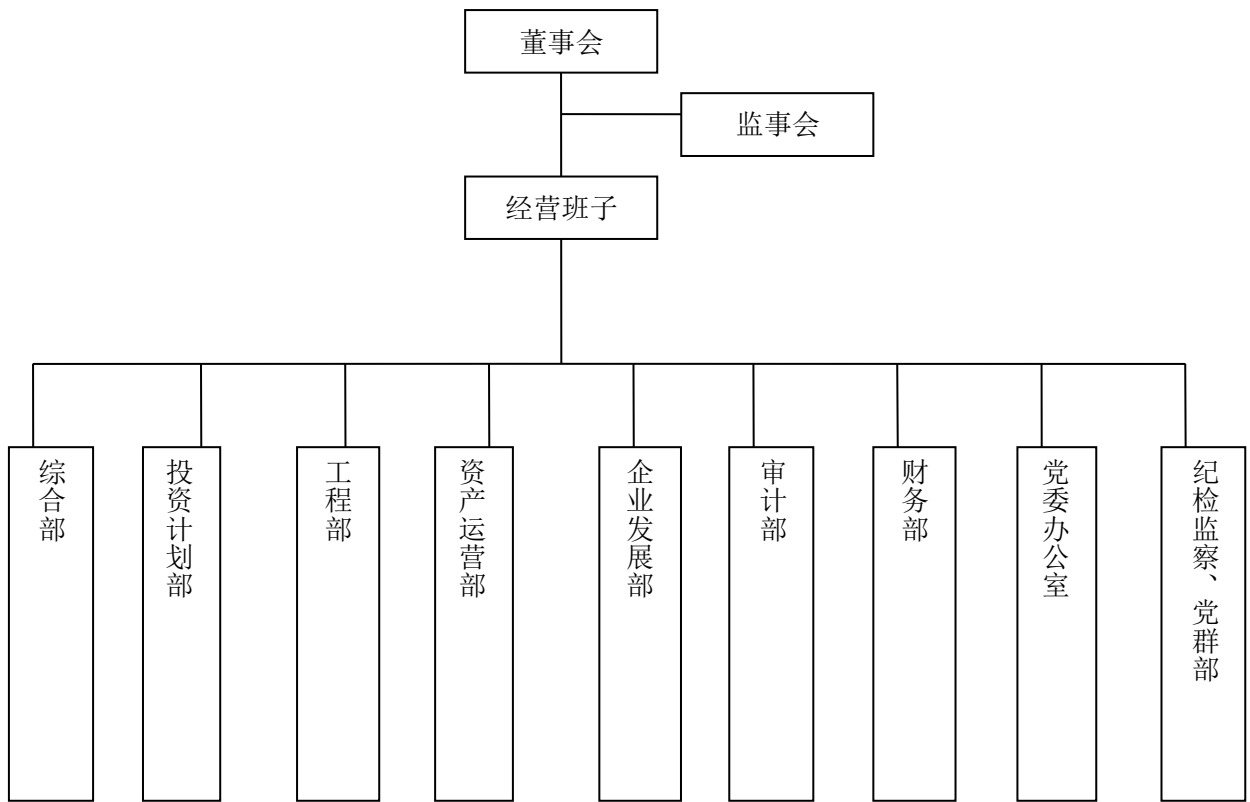 董事会
监事会
经营班子
综合部
投资计划部
工程部
资产运营部
企业发展部
审计部
财务部
党委办公室
纪检监察、党群部